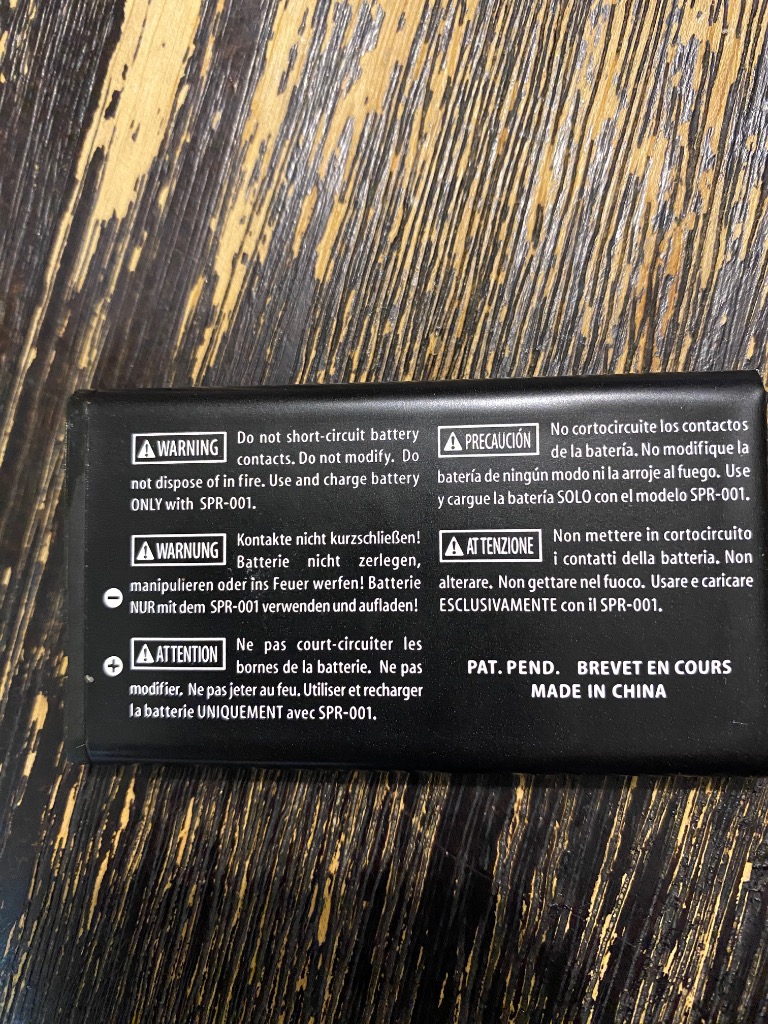 WARNING Do not short-circuit battery
contacts. Do not modify. Do
not dispose of in fire. Use and charge battery
ONLY with SPR-001.
WARNUNG Kontakte nicht kurzschließen!
Batterie nicht zerlegen,
manipulieren oder ins Feuer werfen! Batterie
NUR mit dem SPR-001 verwenden und aufladen!
ATTENTION Ne pas court-circuiter les
bornes de la batterie. Ne pas
modifier. Ne pas jeter au feu. Utiliser et recharger
la batterie UNIQUEMENT avec SPR-001.
PRECAUCIÓN No cortocircuite los contactos
de la batería. No modifique la
batería de ningún modo ni la arroje al fuego. Use
y cargue la batería SOLO con el modelo SPR-001.
ATTENZIONE Non mettere in cortocircuito
i contatti della batteria. Non
alterare. Non gettare nel fuoco. Usare e caricare
ESCLUSIVAMENTE con il SPR-001.
PAT. PEND. BREVET EN COURS
MADE IN CHINA